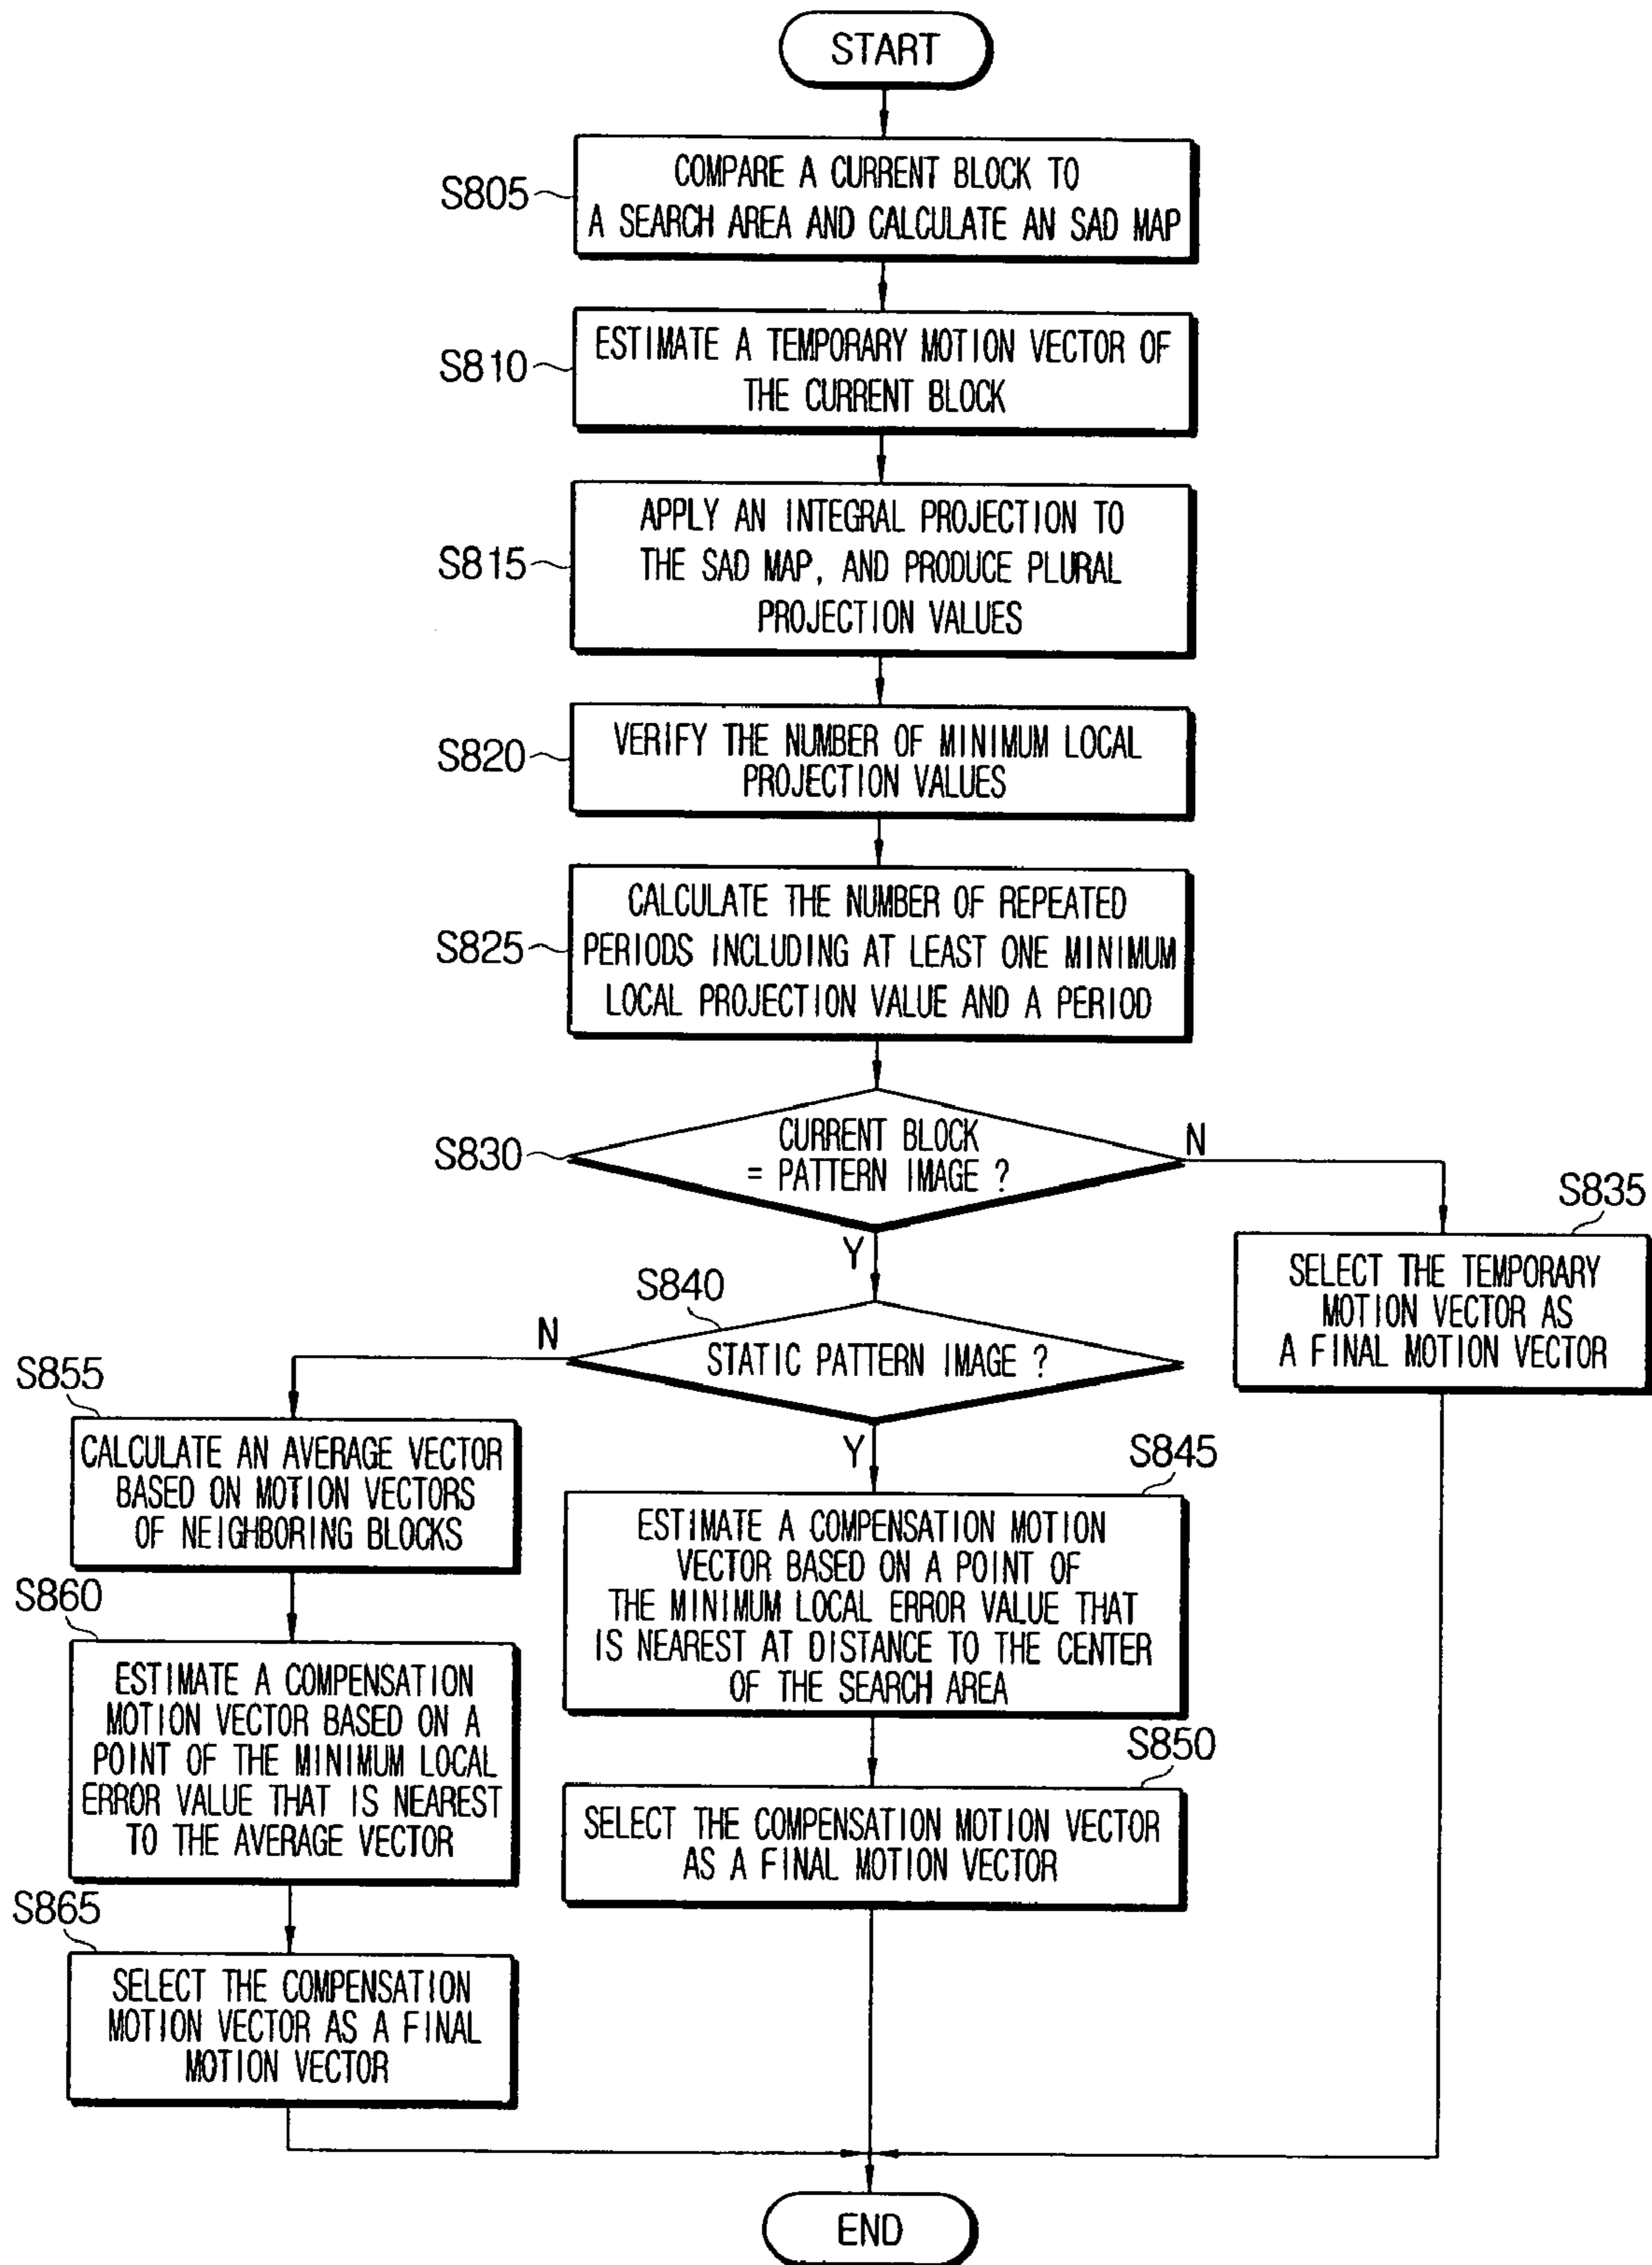 START
S805
COMPARE A CURRENT BLOCK TO
A SEARCH AREA AND CALCULATE AN SAD MAP
S810
ESTIMATE A TEMPORARY MOTION VECTOR OF
THE CURRENT BLOCK
S815
APPLY AN INTEGRAL PROJECTION TO
THE SAD MAP, AND PRODUCE PLURAL
PROJECTION VALUES
S820
VERIFY THE NUMBER OF MINIMUM LOCAL
PROJECTION VALUES
S825
CALCULATE THE NUMBER OF REPEATED
PERIODS INCLUDING AT LEAST ONE MINIMUM
LOCAL PROJECTION VALUE AND A PERIOD
S830
CURRENT BLOCK
= PATTERN IMAGE ?
N
Y
S835
SELECT THE TEMPORARY
MOTION VECTOR AS
A FINAL MOTION VECTOR
S840
STATIC PATTERN IMAGE ?
N
Y
S855
CALCULATE AN AVERAGE VECTOR
BASED ON MOTION VECTORS
OF NEIGHBORING BLOCKS
S845
ESTIMATE A COMPENSATION MOTION
VECTOR BASED ON A POINT OF
THE MINIMUM LOCAL ERROR VALUE THAT
IS NEAREST AT DISTANCE TO THE CENTER
OF THE SEARCH AREA
S860
ESTIMATE A COMPENSATION
MOTION VECTOR BASED ON A
POINT OF THE MINIMUM LOCAL
ERROR VALUE THAT IS NEAREST
TO THE AVERAGE VECTOR
S850
SELECT THE COMPENSATION MOTION VECTOR
AS A FINAL MOTION VECTOR
S865
SELECT THE COMPENSATION
MOTION VECTOR AS A FINAL
MOTION VECTOR
END